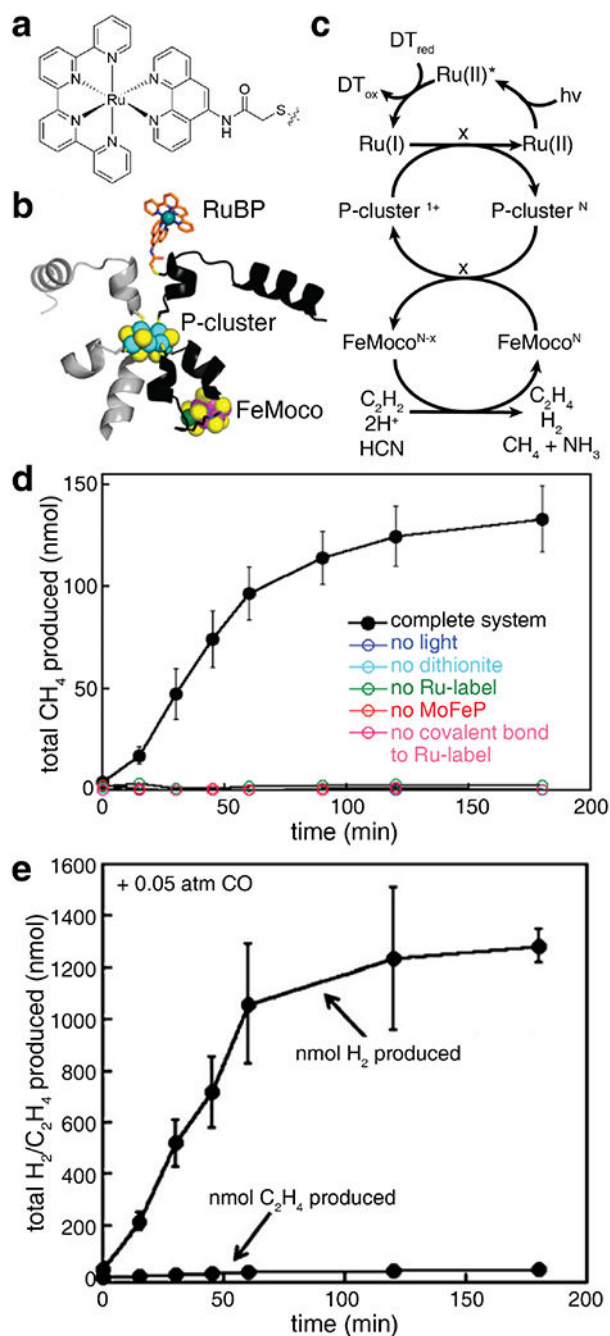 a
N
N
N
N
N
N
Ru
NH
O
S
b
RuBP
P-cluster
FeMoco
c
DT_red
DT_ox
Ru(II)*
hν
Ru(I)
x
Ru(II)
P-cluster ^1+
P-cluster ^N
x
FeMoco^N-x
FeMoco^N
C₂H₂
2H⁺
HCN
C₂H₄
H₂
CH₄ + NH₃
d
total CH₄ produced (nmol)
150
100
50
0
complete system
no light
no dithionite
no Ru-label
no MoFeP
no covalent bond
to Ru-label
0 50 100 150 200
time (min)
e
+ 0.05 atm CO
total H₂/C₂H₄ produced (nmol)
1600
1400
1200
1000
800
600
400
200
0
nmol H₂ produced
nmol C₂H₄ produced
0 50 100 150 200
time (min)